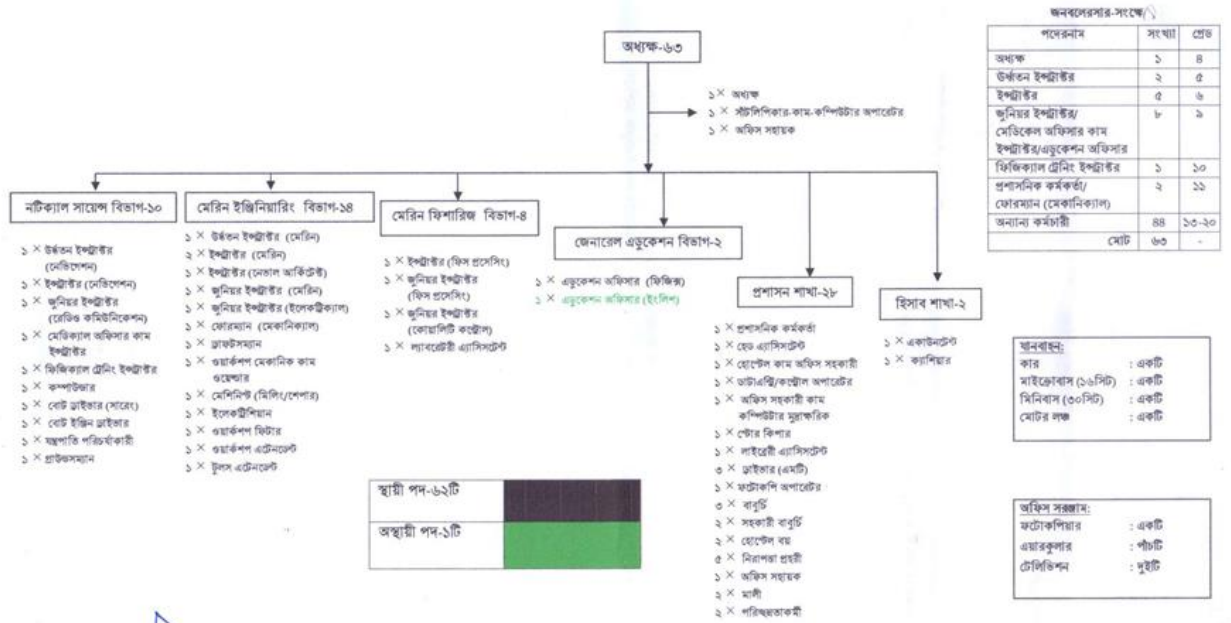 অধ্যক্ষ-৬৩
১ × অধ্যক্ষ
১ × সাঁটলিপিকার-কাম-কম্পিউটার অপারেটর
১ × অফিস সহায়ক
জনবলেরসার-সংক্ষেপ
পদেরনাম সংখ্যা গ্রেড
অধ্যক্ষ ১ ৪
উর্ধ্বতন ইন্সট্রাক্টর ২ ৫
ইন্সট্রাক্টর ৫ ৬
জুনিয়র ইন্সট্রাক্টর/ ৮ ৯
মেডিকেল অফিসার কাম
ইন্সট্রাক্টর/এডুকেশন অফিসার
ফিজিক্যাল ট্রেনিং ইন্সট্রাক্টর ১ ১০
প্রশাসনিক কর্মকর্তা/ ২ ১১
ফোরম্যান (মেকানিক্যাল)
অন্যান্য কর্মচারী ৪৪ ১৩-২০
মোট ৬৩ -
নটিক্যাল সায়েন্স বিভাগ-১০
১ × উর্ধ্বতন ইন্সট্রাক্টর
(নেভিগেশন)
১ × ইন্সট্রাক্টর (নেভিগেশন)
১ × জুনিয়র ইন্সট্রাক্টর
(রেডিও কমিউনিকেশন)
১ × মেডিক্যাল অফিসার কাম
ইন্সট্রাক্টর
১ × ফিজিক্যাল ট্রেনিং ইন্সট্রাক্টর
১ × কম্পাউন্ডার
১ × বোট ড্রাইভার (সারেং)
১ × বোট ইঞ্জিন ড্রাইভার
১ × যন্ত্রপাতি পরিচর্যাকারী
১ × গ্রাউন্ডসম্যান
মেরিন ইঞ্জিনিয়ারিং বিভাগ-১৪
১ × উর্ধ্বতন ইন্সট্রাক্টর (মেরিন)
২ × ইন্সট্রাক্টর (মেরিন)
১ × ইন্সট্রাক্টর (নেভাল আর্কিটেক্ট)
১ × জুনিয়র ইন্সট্রাক্টর (মেরিন)
১ × জুনিয়র ইন্সট্রাক্টর (ইলেকট্রিক্যাল)
১ × ফোরম্যান (মেকানিক্যাল)
১ × ড্রাফটসম্যান
১ × ওয়ার্কশপ মেকানিক কাম
ওয়েল্ডার
১ × মেশিনিস্ট (মিলিং/শেপার)
১ × ইলেকট্রিশিয়ান
১ × ওয়ার্কশপ ফিটার
১ × ওয়ার্কশপ এটেনডেন্ট
১ × টুলস এটেনডেন্ট
মেরিন ফিশারিজ বিভাগ-৪
১ × ইন্সট্রাক্টর (ফিস প্রসেসিং)
১ × জুনিয়র ইন্সট্রাক্টর
(ফিস প্রসেসিং)
১ × জুনিয়র ইন্সট্রাক্টর
(কোয়ালিটি কন্ট্রোল)
১ × ল্যাবরেটরী এ্যাসিসটেন্ট
জেনারেল এডুকেশন বিভাগ-২
১ × এডুকেশন অফিসার (ফিজিক্স)
১ × এডুকেশন অফিসার (ইংলিশ)
প্রশাসন শাখা-২৮
১ × প্রশাসনিক কর্মকর্তা
১ × হেড এ্যাসিসটেন্ট
১ × হোস্টেল কাম অফিস সহকারী
১ × ডাটাএন্ট্রি/কন্ট্রোল অপারেটর
১ × অফিস সহকারী কাম
কম্পিউটার মুদ্রাক্ষরিক
১ × স্টোর কিপার
১ × লাইব্রেরী এ্যাসিসটেন্ট
৩ × ড্রাইভার (এমটি)
১ × ফটোকপি অপারেটর
৩ × বাবুর্চি
২ × সহকারী বাবুর্চি
২ × হোস্টেল বয়
৫ × নিরাপত্তা প্রহরী
১ × অফিস সহায়ক
২ × মালী
২ × পরিচ্ছন্নতাকর্মী
হিসাব শাখা-২
১ × একাউনটেন্ট
১ × ক্যাশিয়ার
যানবাহন:
কার : একটি
মাইক্রোবাস (১৬সিট) : একটি
মিনিবাস (৩০সিট) : একটি
মোটর লঞ্চ : একটি
স্থায়ী পদ-৬২টি
অস্থায়ী পদ-১টি
অফিস সরঞ্জাম:
ফটোকপিয়ার : একটি
এয়ারকুলার : পাঁচটি
টেলিভিশন : দুইটি